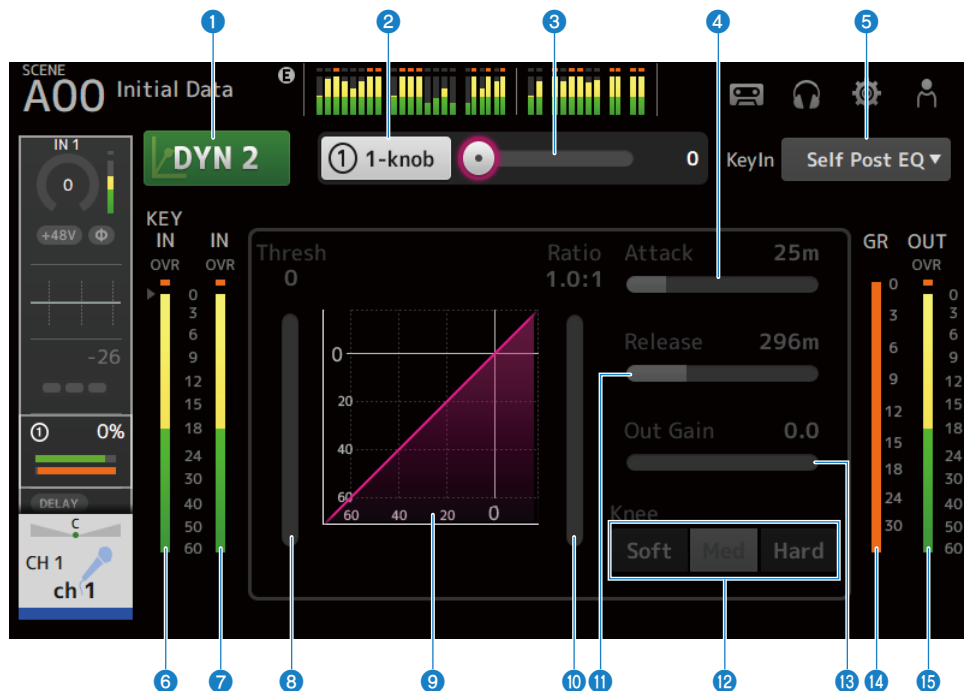 1 2 3 4 5
SCENE
A00 Initial Data E
IN 1
0
+48V Φ
-26
1 0%
DELAY
C
CH 1
ch 1
DYN 2
1 1-knob 0
KeyIn Self Post EQ ▼
KEY
IN IN
OVR OVR
0
3
6
9
12
15
18
24
30
40
50
60
Thresh
0
Ratio
1.0:1
0
20
40
60
60 40 20 0
Attack 25m
Release 296m
Out Gain 0.0
Knee
Soft Med Hard
GR OUT
OVR
0
3
6
9
12
15
18
24
30
0
3
6
9
12
15
18
24
30
40
50
60
6 7 8 9 10 11 12 13 14 15